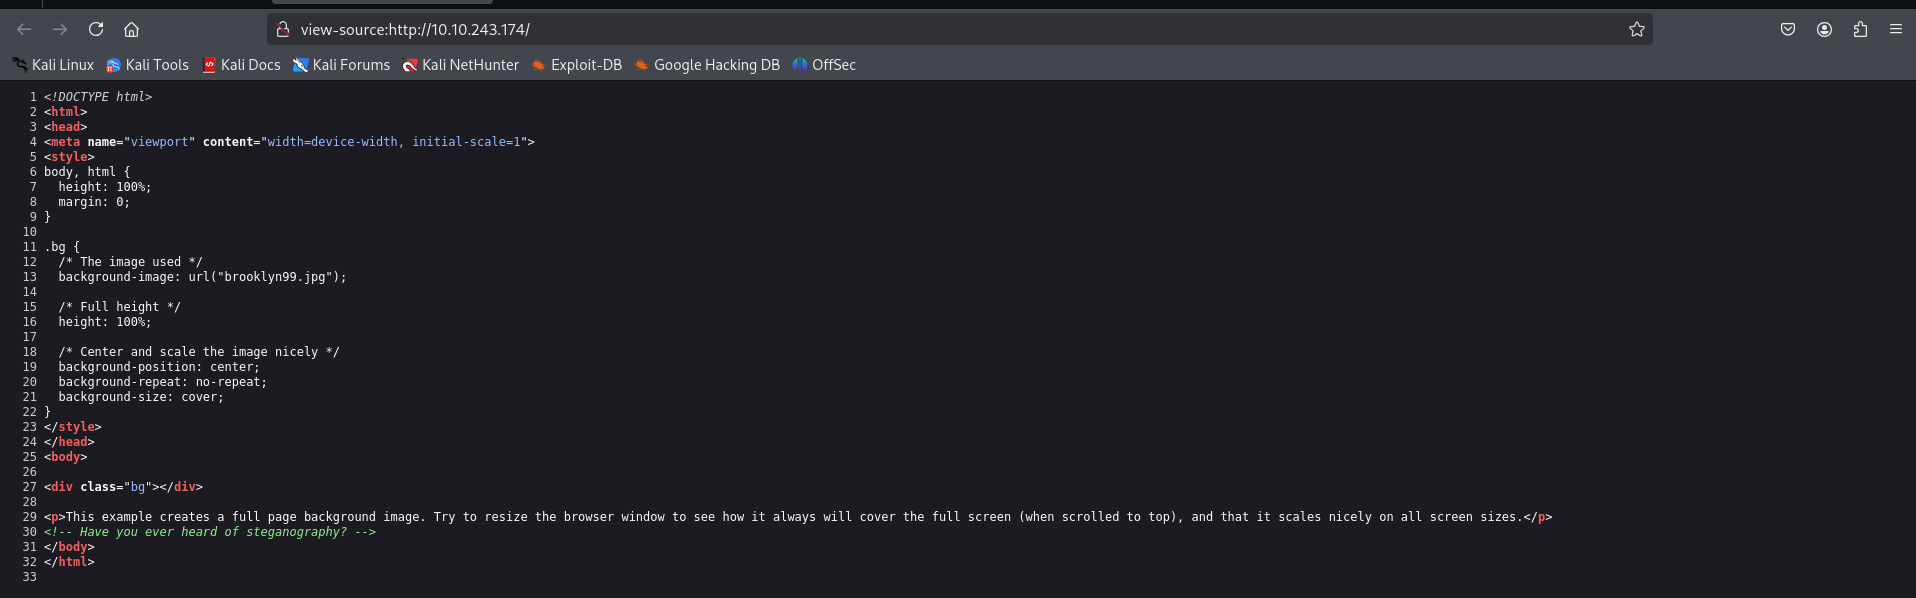 view-source:http://10.10.243.174/
Kali Linux Kali Tools Kali Docs Kali Forums Kali NetHunter Exploit-DB Google Hacking DB OffSec
1 <!DOCTYPE html>
2 <html>
3 <head>
4 <meta name="viewport" content="width=device-width, initial-scale=1">
5 <style>
6 body, html {
7   height: 100%;
8   margin: 0;
9 }
10
11 .bg {
12   /* The image used */
13   background-image: url("brooklyn99.jpg");
14
15   /* Full height */
16   height: 100%;
17
18   /* Center and scale the image nicely */
19   background-position: center;
20   background-repeat: no-repeat;
21   background-size: cover;
22 }
23 </style>
24 </head>
25 <body>
26
27 <div class="bg"></div>
28
29 <p>This example creates a full page background image. Try to resize the browser window to see how it always will cover the full screen (when scrolled to top), and that it scales nicely on all screen sizes.</p>
30 <!-- Have you ever heard of steganography? -->
31 </body>
32 </html>
33